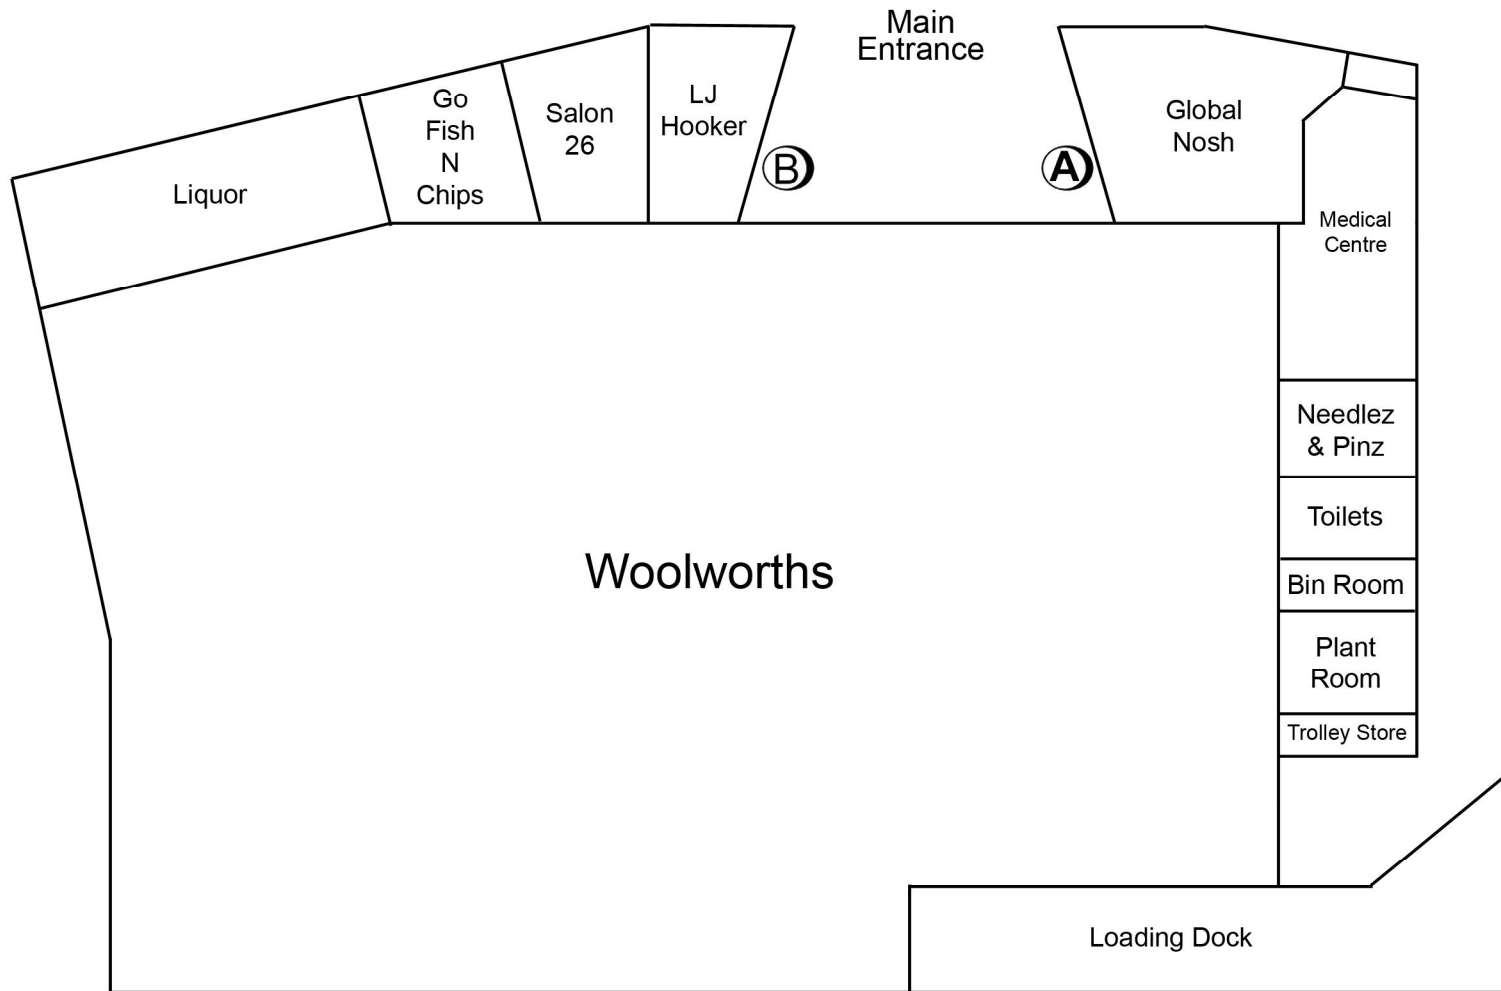 Main
Entrance
Go
Fish
N
Chips
Salon
26
LJ
Hooker
Global
Nosh
B
A
Liquor
Medical
Centre
Needlez
& Pinz
Toilets
Woolworths
Bin Room
Plant
Room
Trolley Store
Loading Dock